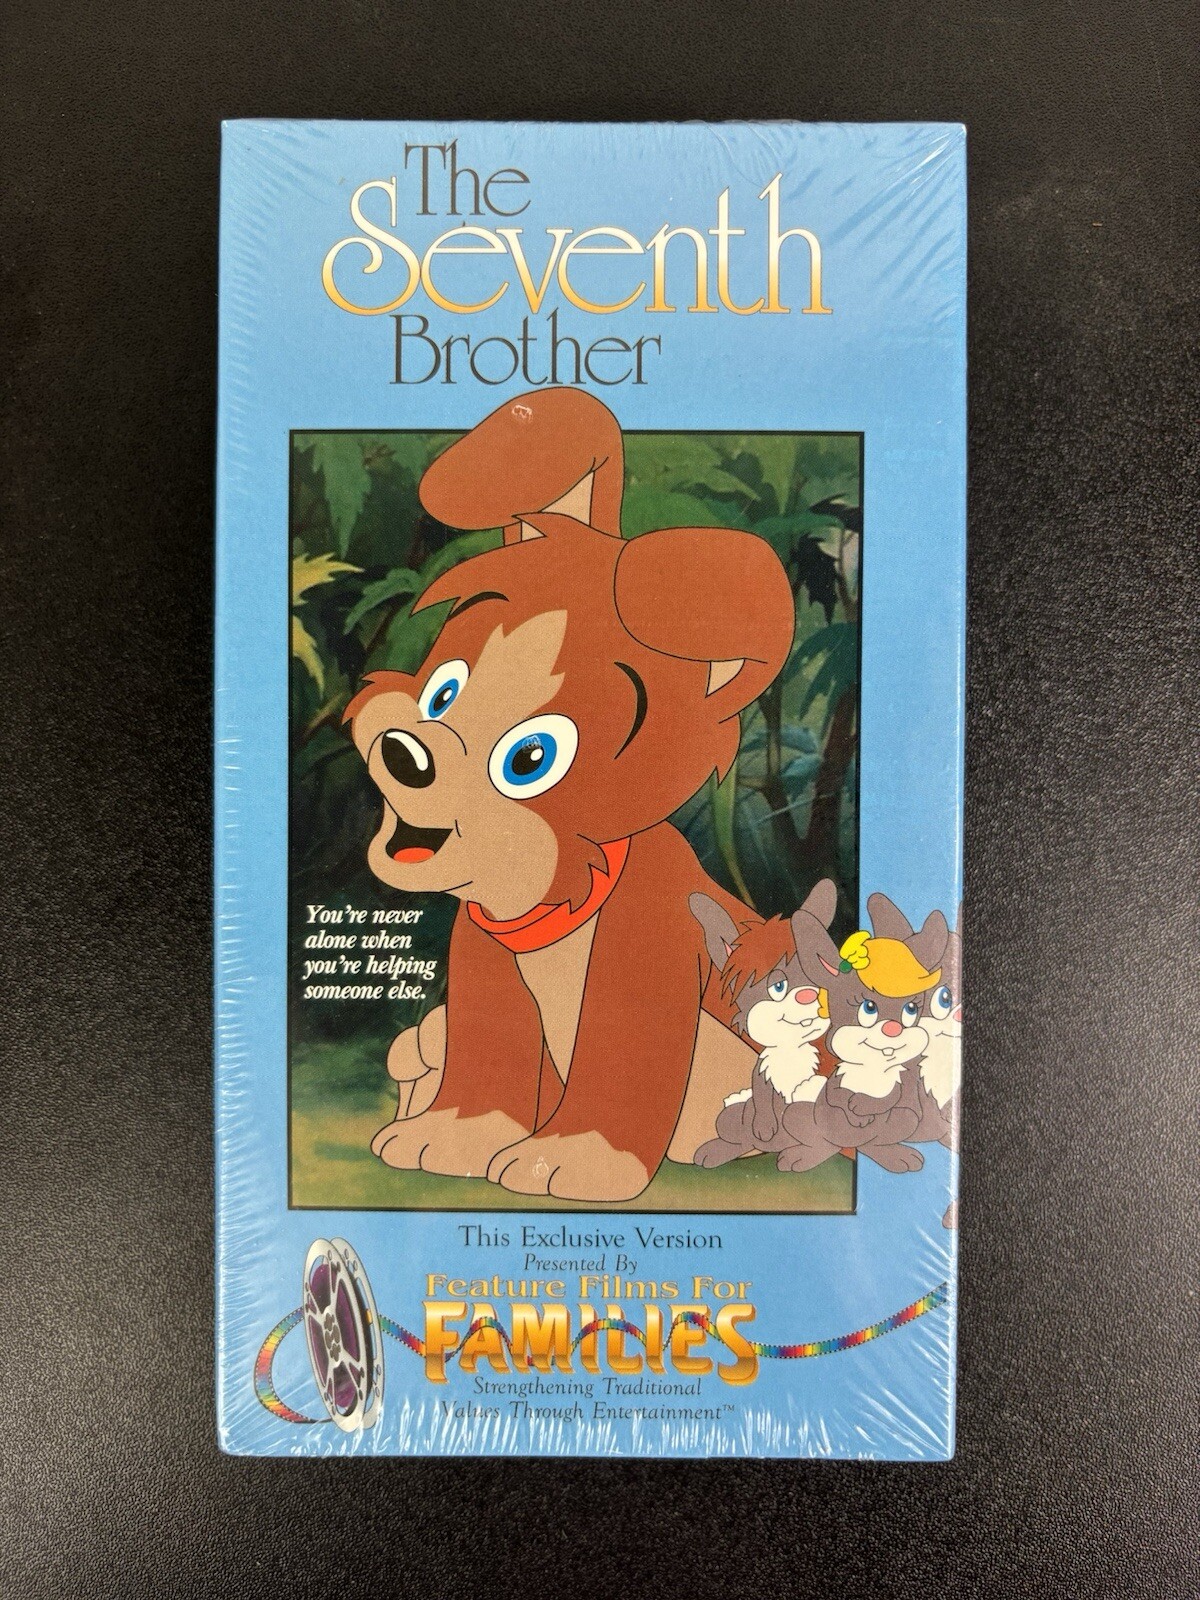 The
Seventh
Brother
You're never
alone when
you're helping
someone else.
This Exclusive Version
Presented By
Feature Films For
FAMILIES
Strengthening Traditional
Values Through Entertainment™